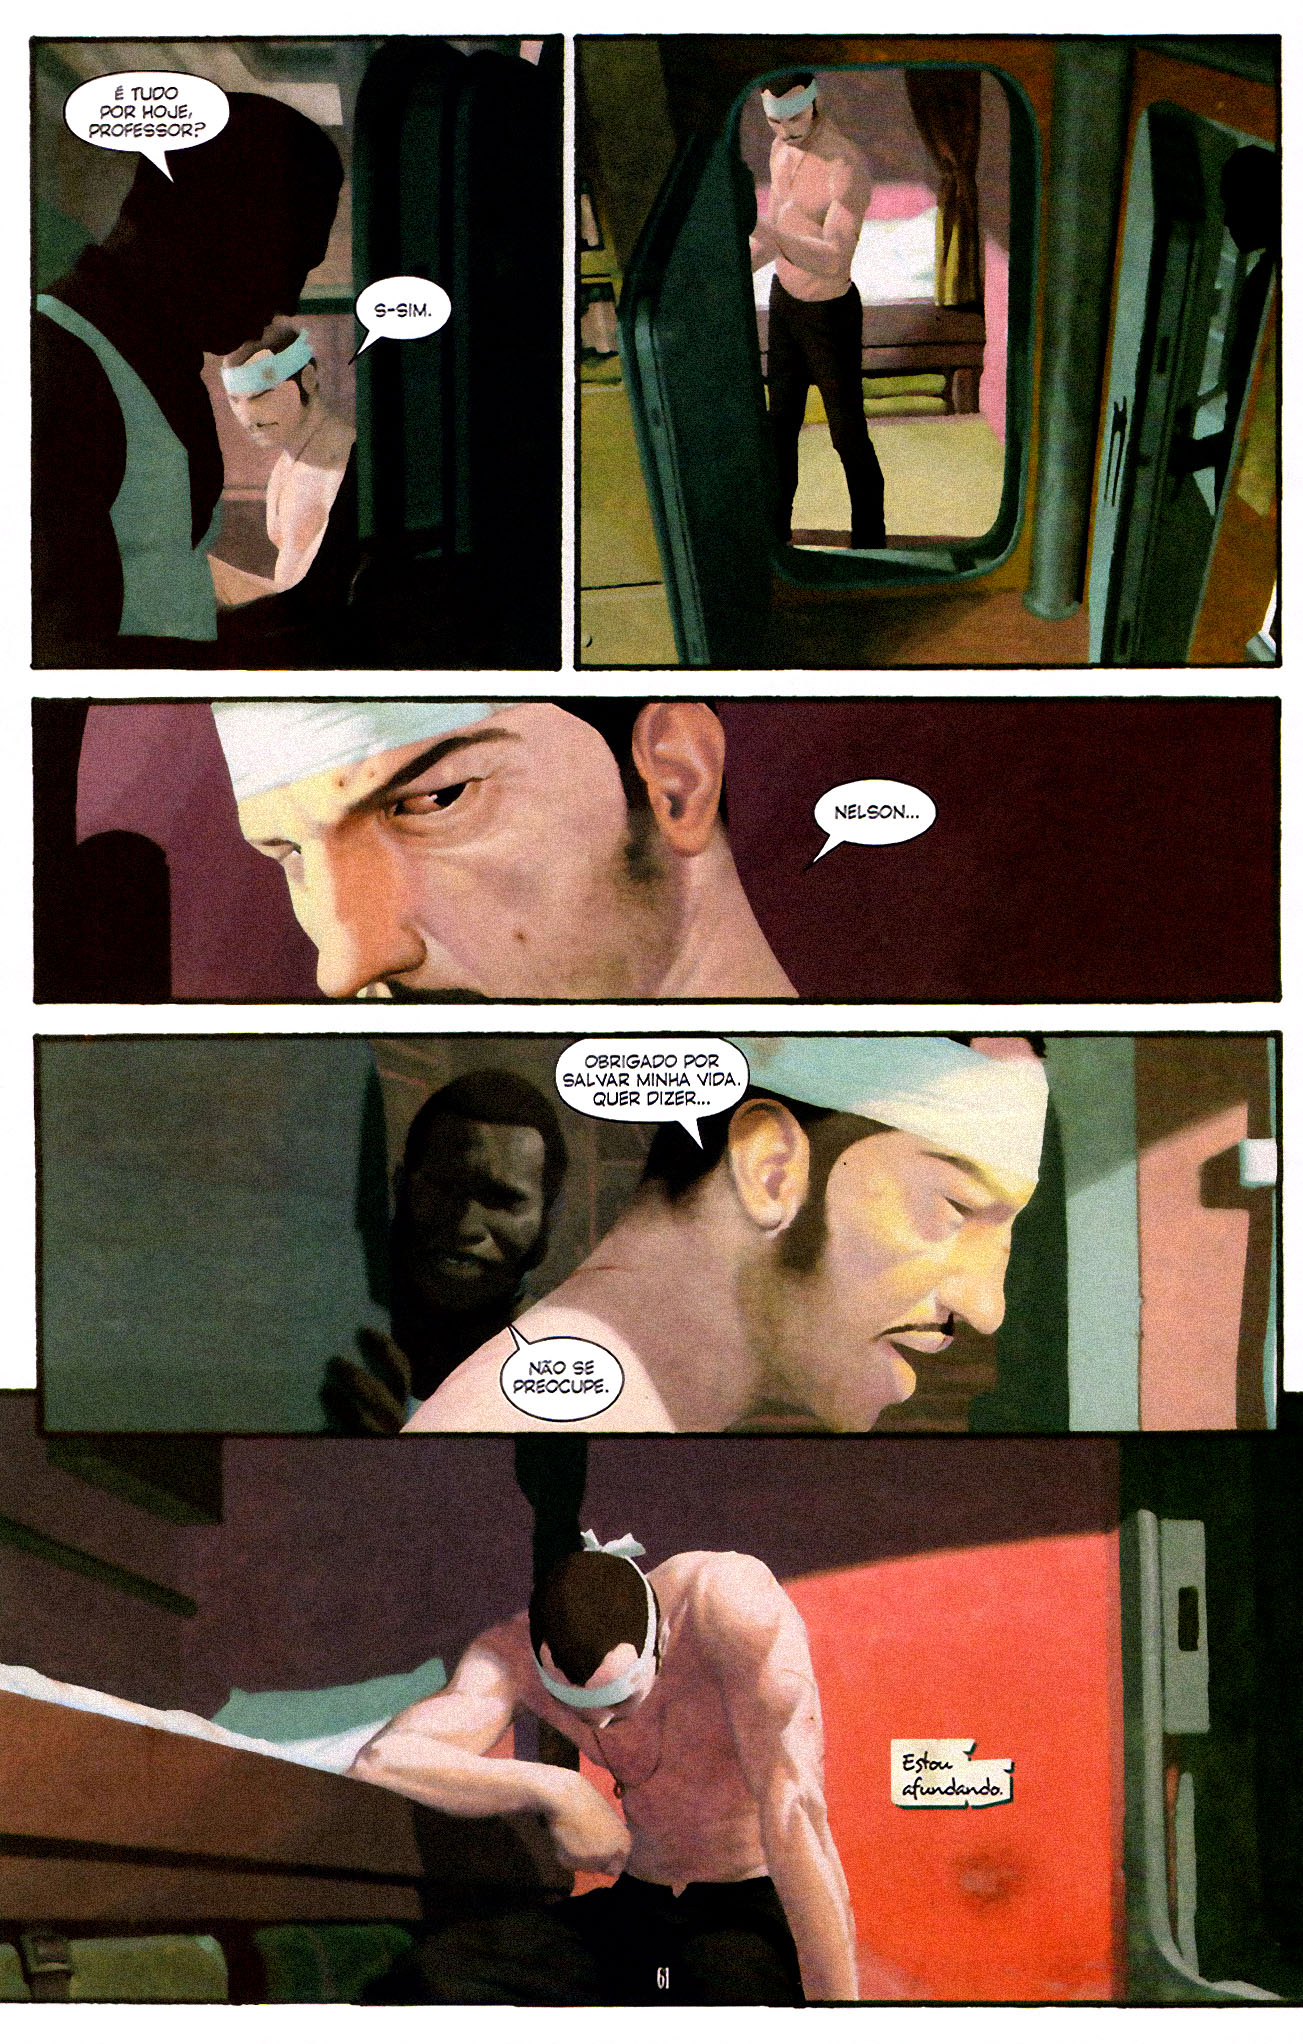 É TUDO
POR HOJE,
PROFESSOR?
S-SIM.
NELSON...
OBRIGADO POR
SALVAR MINHA VIDA.
QUER DIZER...
NÃO SE
PREOCUPE.
Estou
afundando.
61